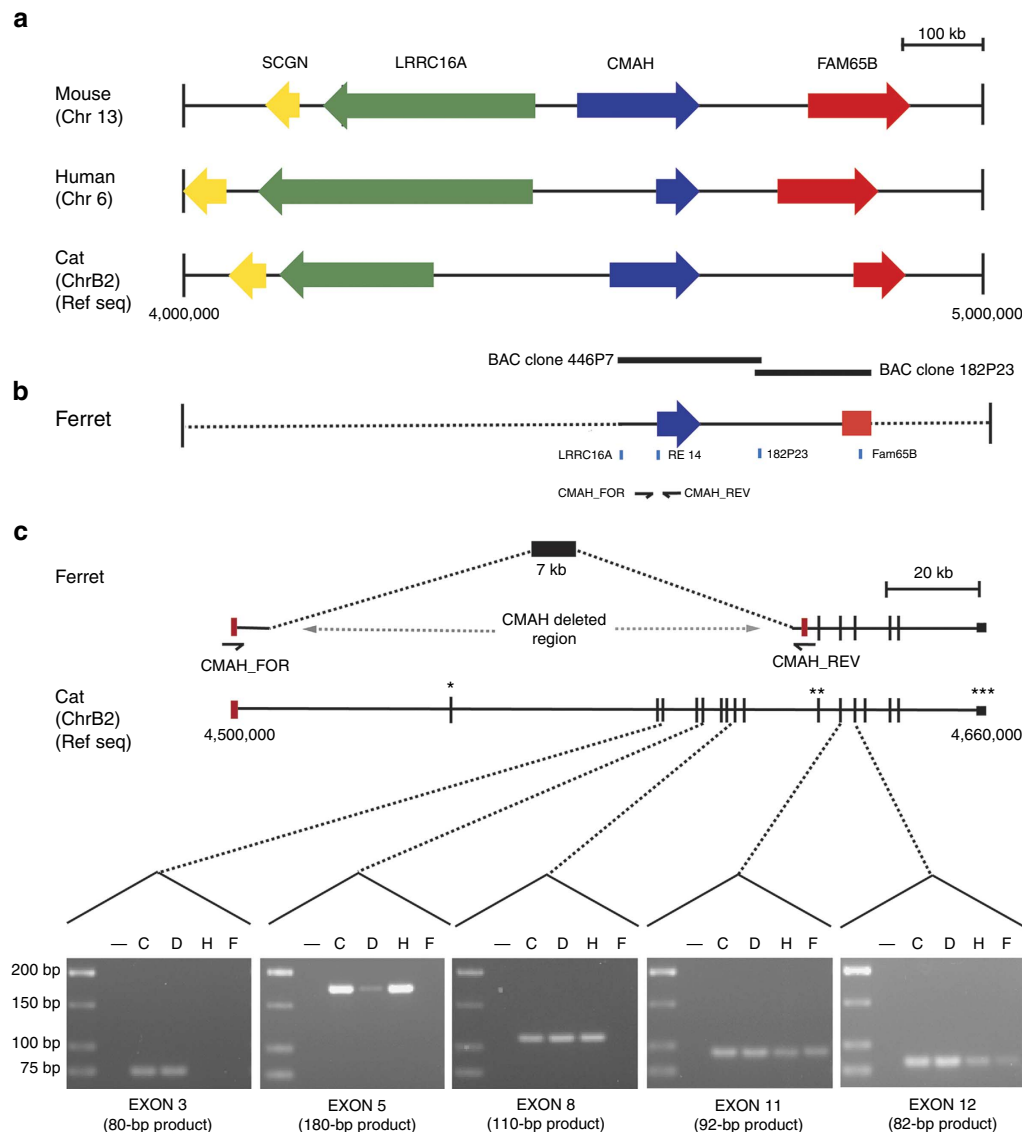 a
100 kb
SCGN LRRC16A CMAH FAM65B
Mouse
(Chr 13)
Human
(Chr 6)
Cat
(ChrB2)
(Ref seq)
4,000,000 5,000,000
BAC clone 446P7
BAC clone 182P23
b
Ferret
LRRC16A RE 14 182P23 Fam65B
CMAH_FOR CMAH_REV
c
Ferret
7 kb
20 kb
CMAH deleted
region
CMAH_FOR CMAH_REV
Cat
(ChrB2)
(Ref seq)
* ** ***
4,500,000 4,660,000
— C D H F — C D H F — C D H F — C D H F — C D H F
200 bp
150 bp
100 bp
75 bp
EXON 3 EXON 5 EXON 8 EXON 11 EXON 12
(80-bp product) (180-bp product) (110-bp product) (92-bp product) (82-bp product)